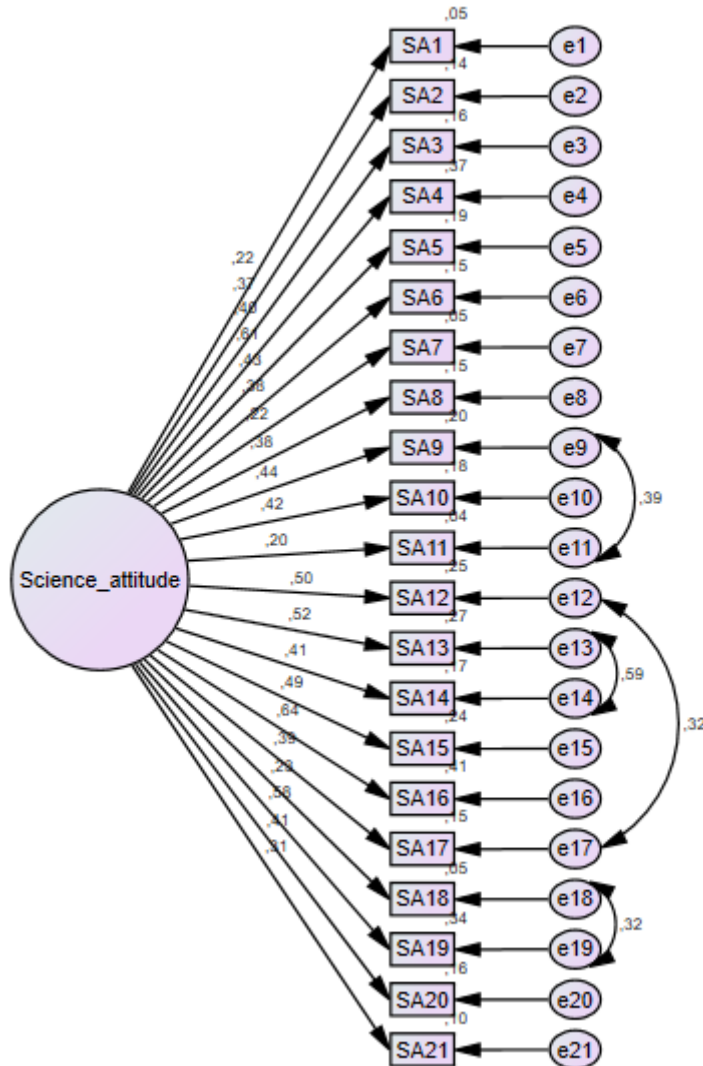 ,05
SA1 e1
,14
SA2 e2
,16
SA3 e3
,37
SA4 e4
,19
SA5 e5
,22
,15
,37
SA6 e6
,40
,05
,61
SA7 e7
,43
,15
,38
SA8 e8
,22
,20
,38
SA9 e9
,44
,18
SA10 e10
,39
,42
,04
SA11 e11
,20
,25
Science_attitude
,50
SA12 e12
,52
,27
SA13 e13
,41
,17
,59
,49
SA14 e14
,64
,24
,32
,39
SA15 e15
,23
,41
,58
SA16 e16
,41
,15
,31
SA17 e17
,05
SA18 e18
,34
,32
SA19 e19
,16
SA20 e20
,10
SA21 e21